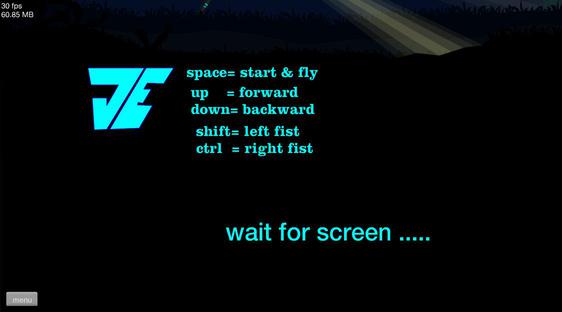 30 fps
60.85 MB
JE
space= start & fly
up = forward
down= backward
shift= left fist
ctrl = right fist
wait for screen .....
menu